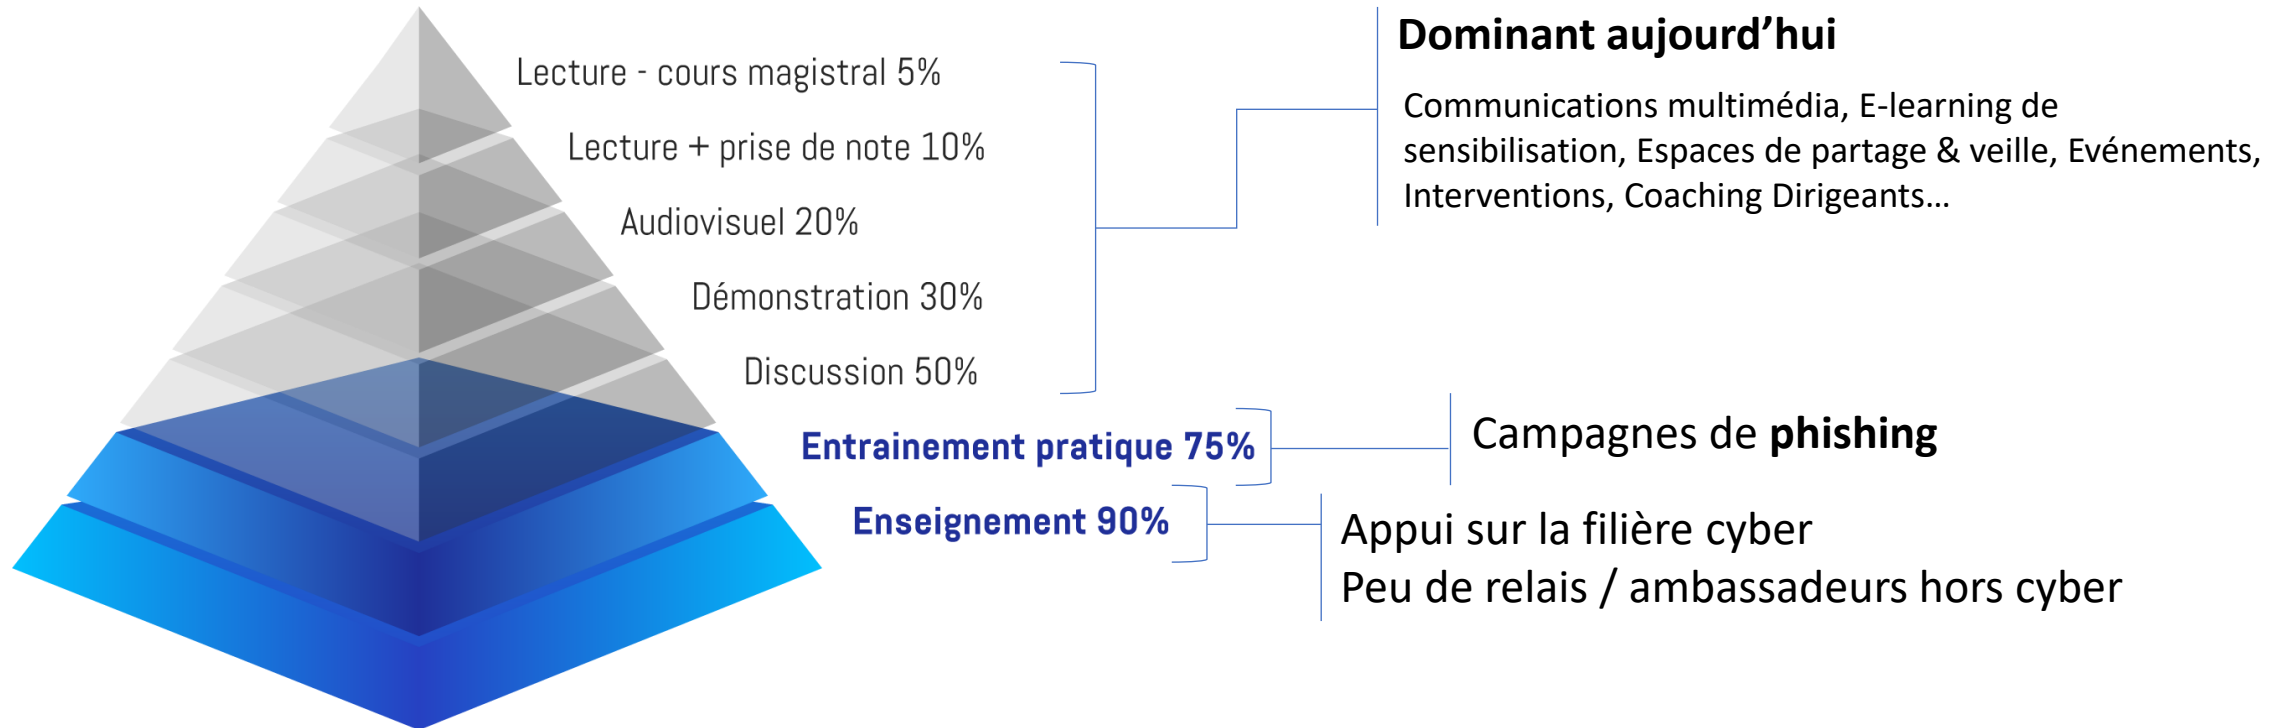 Lecture - cours magistral 5%
Lecture + prise de note 10%
Audiovisuel 20%
Démonstration 30%
Discussion 50%
Entrainement pratique 75%
Enseignement 90%
Dominant aujourd’hui
Communications multimédia, E-learning de
sensibilisation, Espaces de partage & veille, Evénements,
Interventions, Coaching Dirigeants…
Campagnes de phishing
Appui sur la filière cyber
Peu de relais / ambassadeurs hors cyber